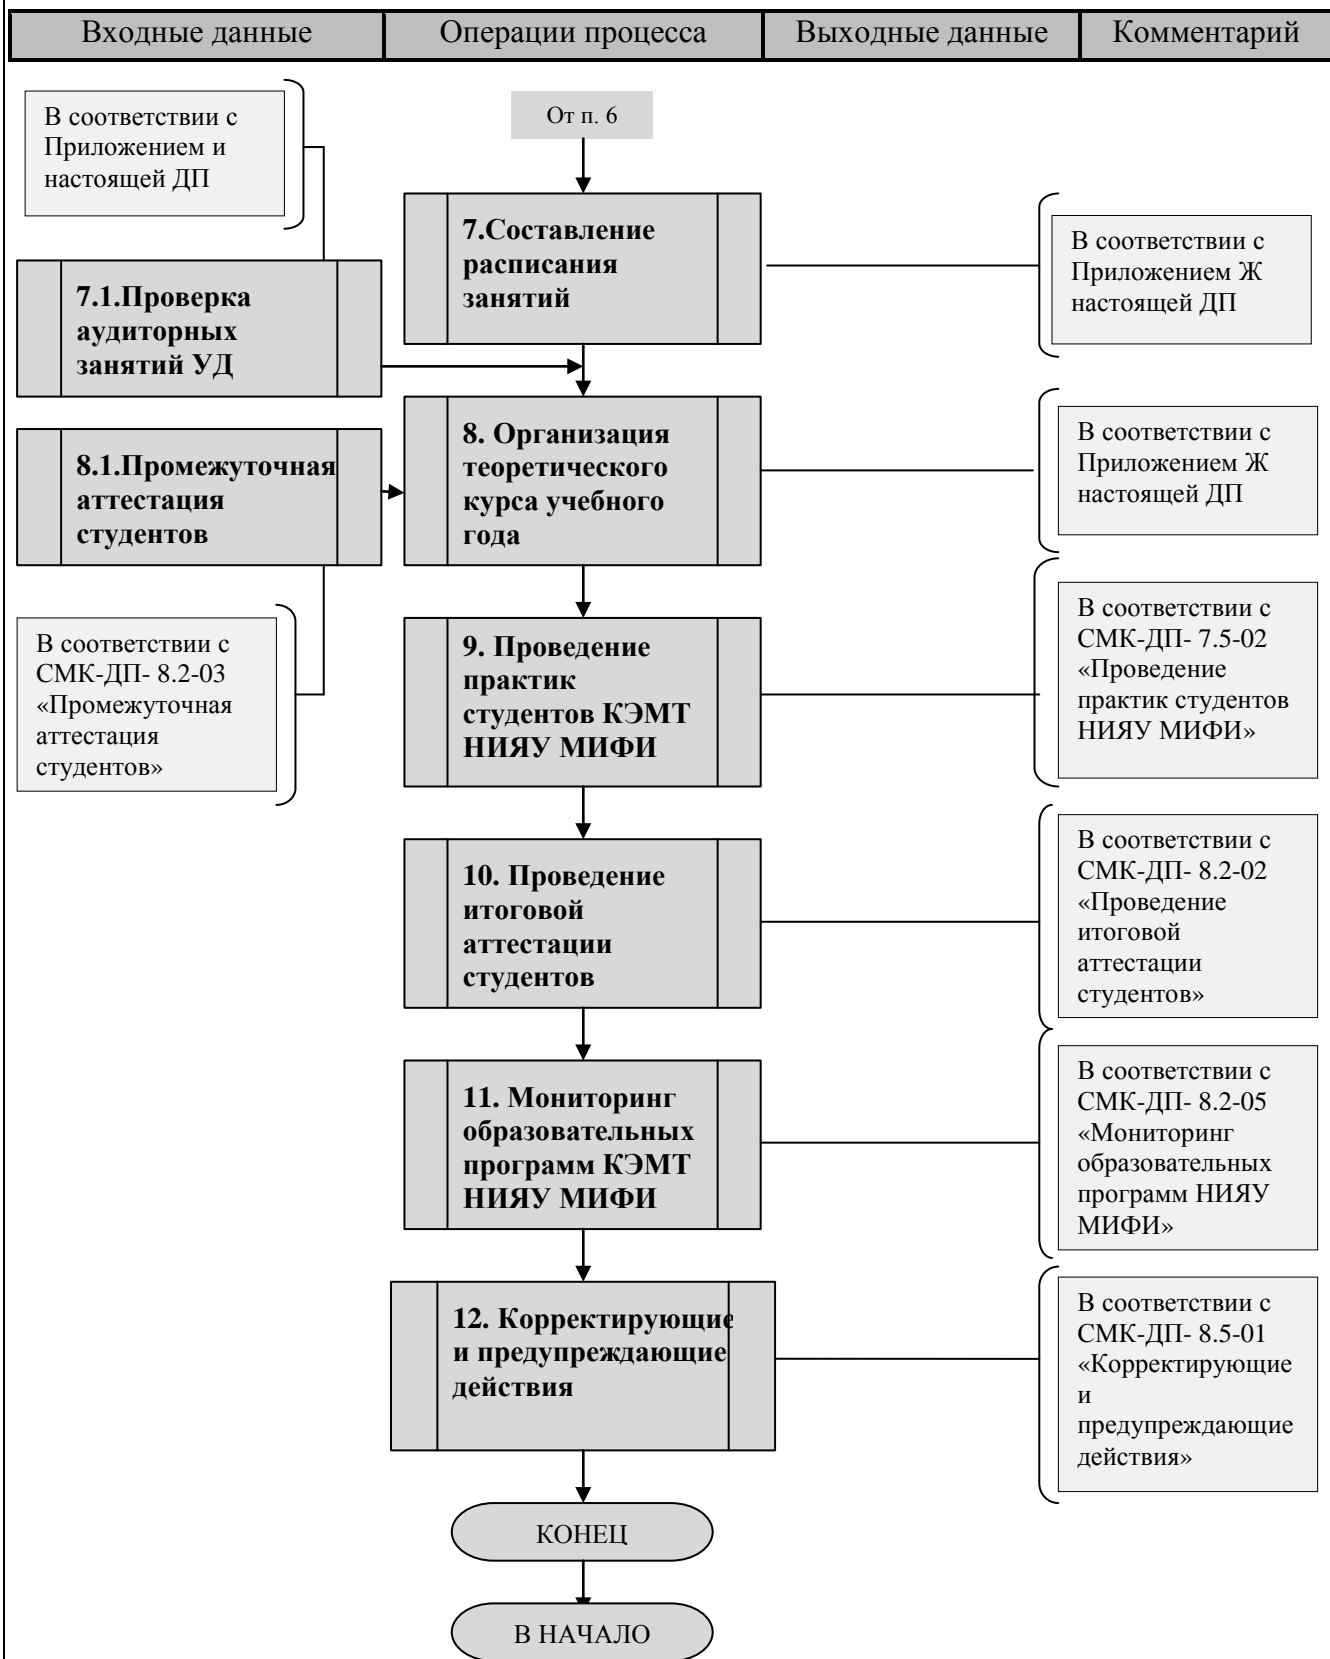 Входные данные
Операции процесса
Выходные данные
Комментарий
В соответствии с
Приложением и
настоящей ДП
От п. 6
7.Составление
расписания
занятий
В соответствии с
Приложением Ж
настоящей ДП
7.1.Проверка
аудиторных
занятий УД
8. Организация
теоретического
курса учебного
года
В соответствии с
Приложением Ж
настоящей ДП
8.1.Промежуточная
аттестация
студентов
В соответствии с
СМК-ДП- 8.2-03
«Промежуточная
аттестация
студентов»
9. Проведение
практик
студентов КЭМТ
НИЯУ МИФИ
В соответствии с
СМК-ДП- 7.5-02
«Проведение
практик студентов
НИЯУ МИФИ»
10. Проведение
итоговой
аттестации
студентов
В соответствии с
СМК-ДП- 8.2-02
«Проведение
итоговой
аттестации
студентов»
11. Мониторинг
образовательных
программ КЭМТ
НИЯУ МИФИ
В соответствии с
СМК-ДП- 8.2-05
«Мониторинг
образовательных
программ НИЯУ
МИФИ»
12. Корректирующие
и предупреждающие
действия
В соответствии с
СМК-ДП- 8.5-01
«Корректирующие
и
предупреждающие
действия»
КОНЕЦ
В НАЧАЛО